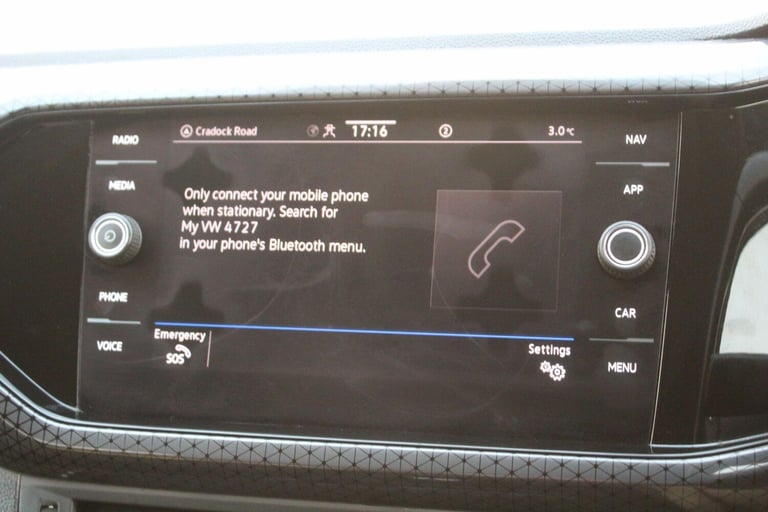 RADIO
MEDIA
PHONE
VOICE
Cradock Road
17:16
2
3.0°C
Only connect your mobile phone
when stationary. Search for
My VW 4727
in your phone's Bluetooth menu.
Emergency
SOS
Settings
NAV
APP
CAR
MENU